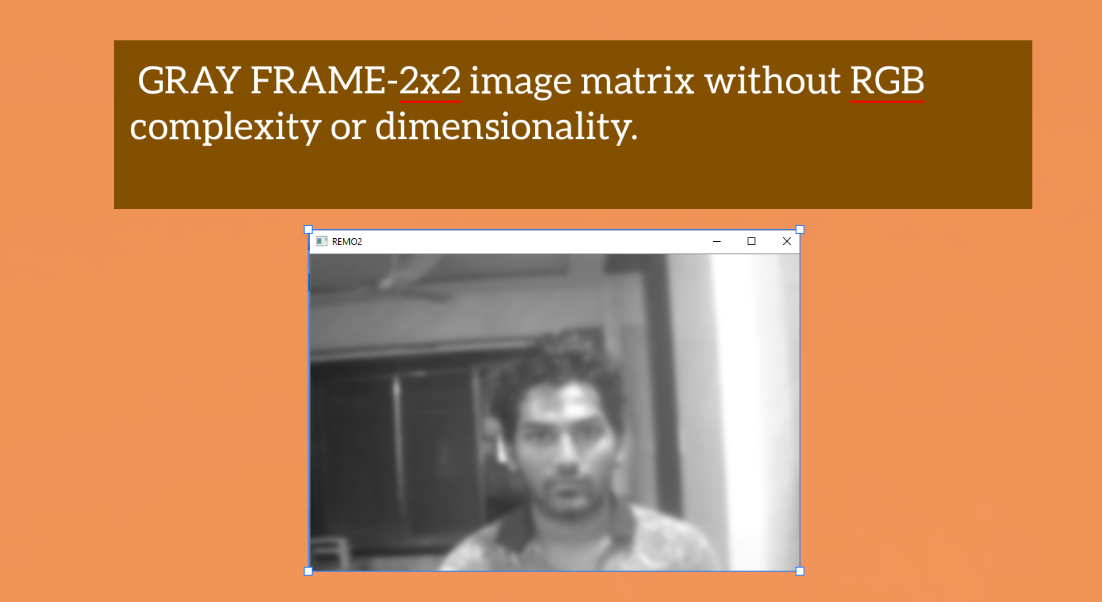 GRAY FRAME-2x2 image matrix without RGB
complexity or dimensionality.
REMO2